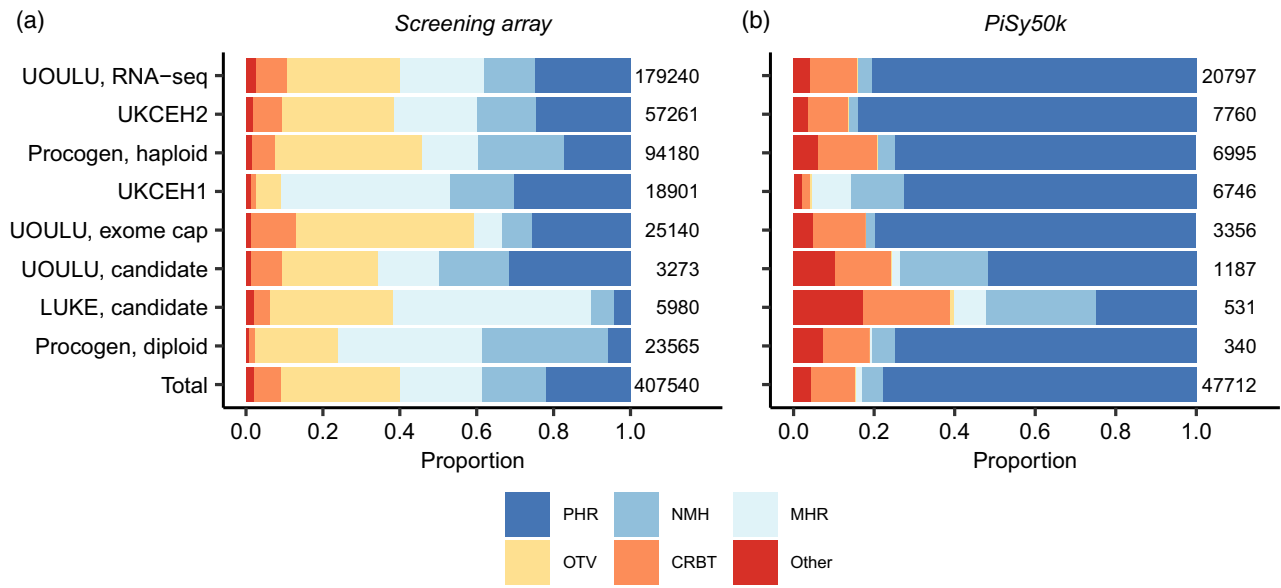 (a)
Screening array
UOULU, RNA−seq
179240
UKCEH2
57261
Procogen, haploid
94180
UKCEH1
18901
UOULU, exome cap
25140
UOULU, candidate
3273
LUKE, candidate
5980
Procogen, diploid
23565
Total
407540
0.0 0.2 0.4 0.6 0.8 1.0
Proportion
(b)
PiSy50k
20797
7760
6995
6746
3356
1187
531
340
47712
0.0 0.2 0.4 0.6 0.8 1.0
Proportion
PHR NMH MHR
OTV CRBT Other